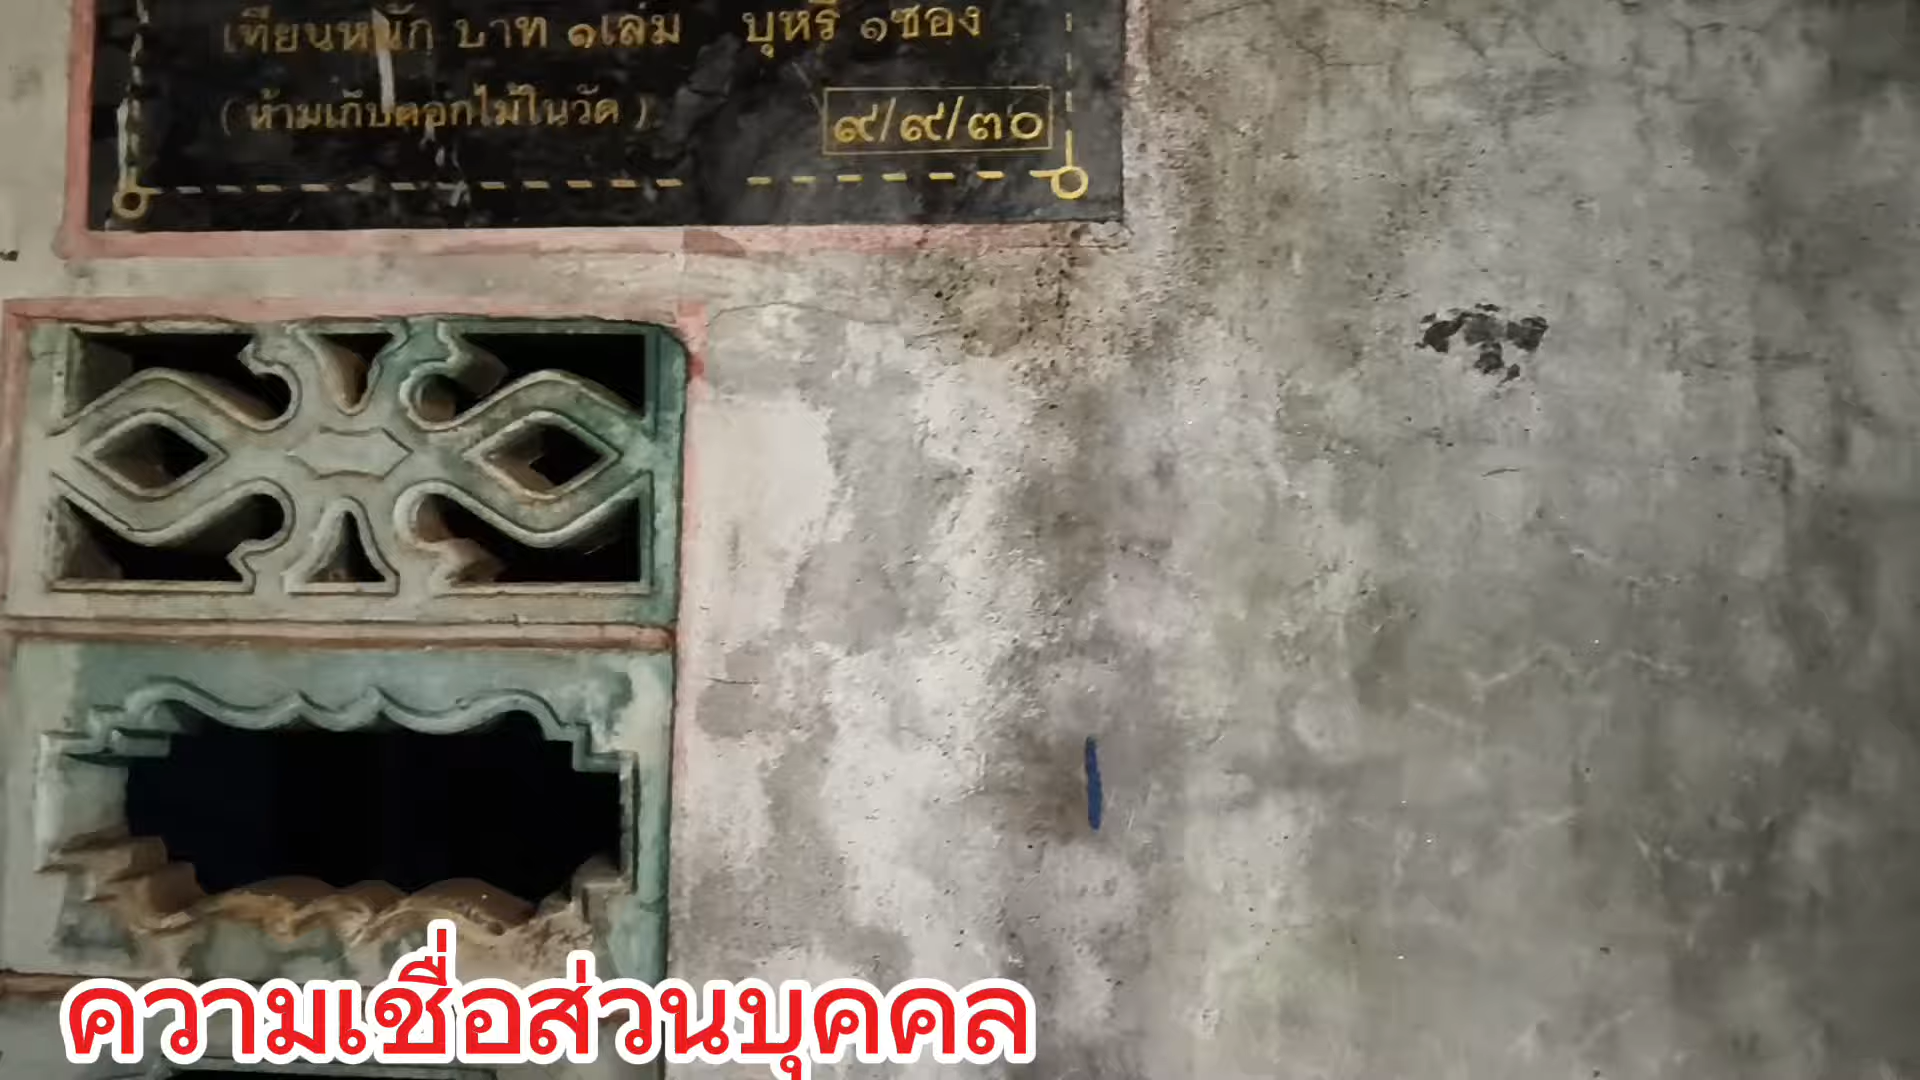 เทียนหนัก บาท ๑เล่ม บุหรี่ ๑ซอง
( ห้ามเก็บดอกไม้ในวัด )
๙/๙/๓๐
ความเชื่อส่วนบุคคล